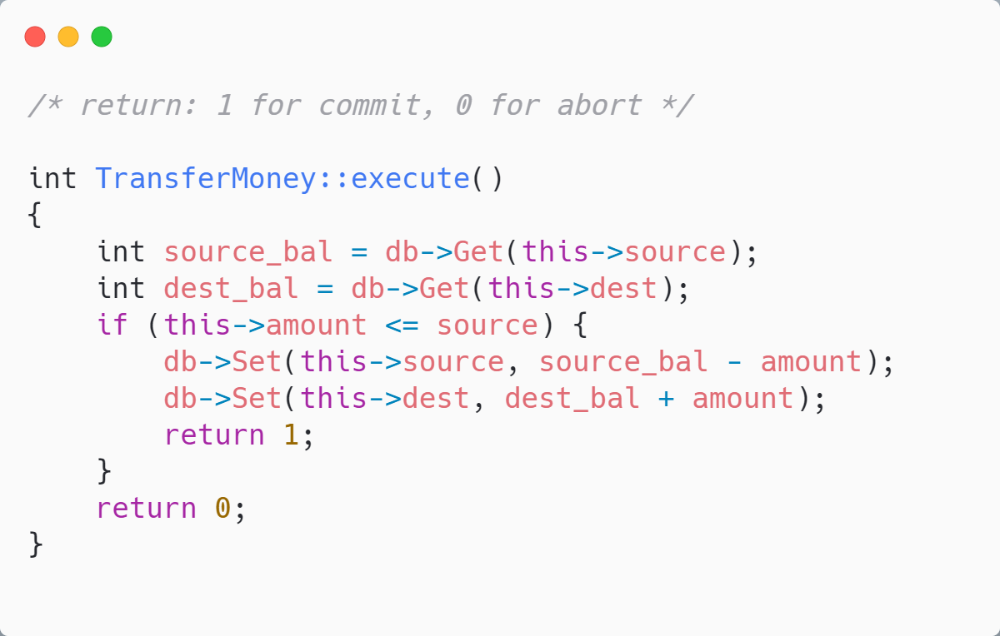 /* return: 1 for commit, 0 for abort */
int TransferMoney::execute()
{
    int source_bal = db->Get(this->source);
    int dest_bal = db->Get(this->dest);
    if (this->amount <= source) {
        db->Set(this->source, source_bal - amount);
        db->Set(this->dest, dest_bal + amount);
        return 1;
    }
    return 0;
}